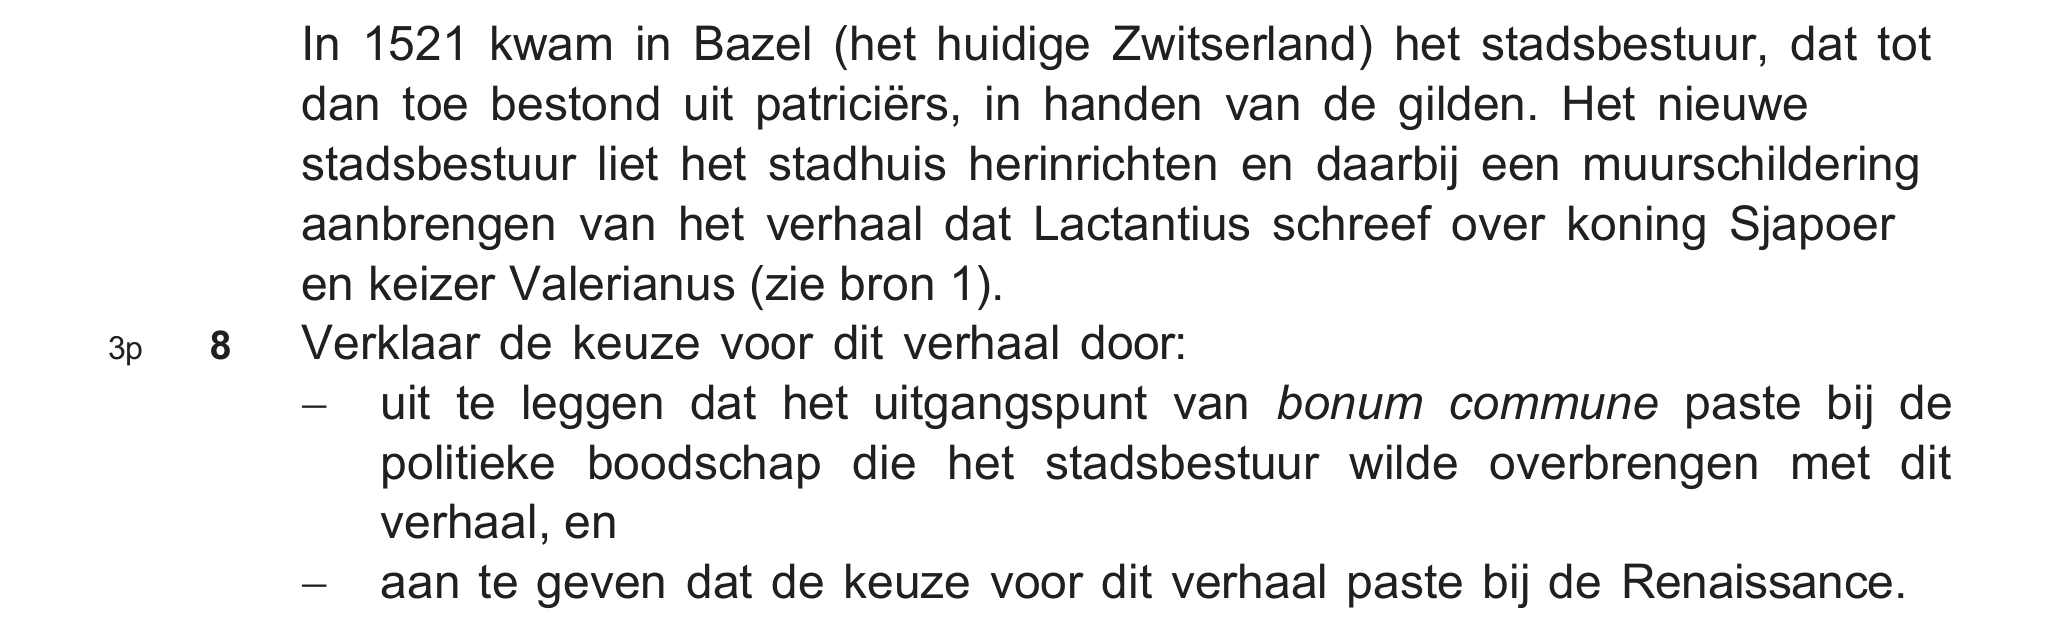 In 1521 kwam in Bazel (het huidige Zwitserland) het stadsbestuur, dat tot
dan toe bestond uit patriciërs, in handen van de gilden. Het nieuwe
stadsbestuur liet het stadhuis herinrichten en daarbij een muurschildering
aanbrengen van het verhaal dat Lactantius schreef over koning Sjapoer
en keizer Valerianus (zie bron 1).
3p 8 Verklaar de keuze voor dit verhaal door:
– uit te leggen dat het uitgangspunt van bonum commune paste bij de
politieke boodschap die het stadsbestuur wilde overbrengen met dit
verhaal, en
– aan te geven dat de keuze voor dit verhaal paste bij de Renaissance.